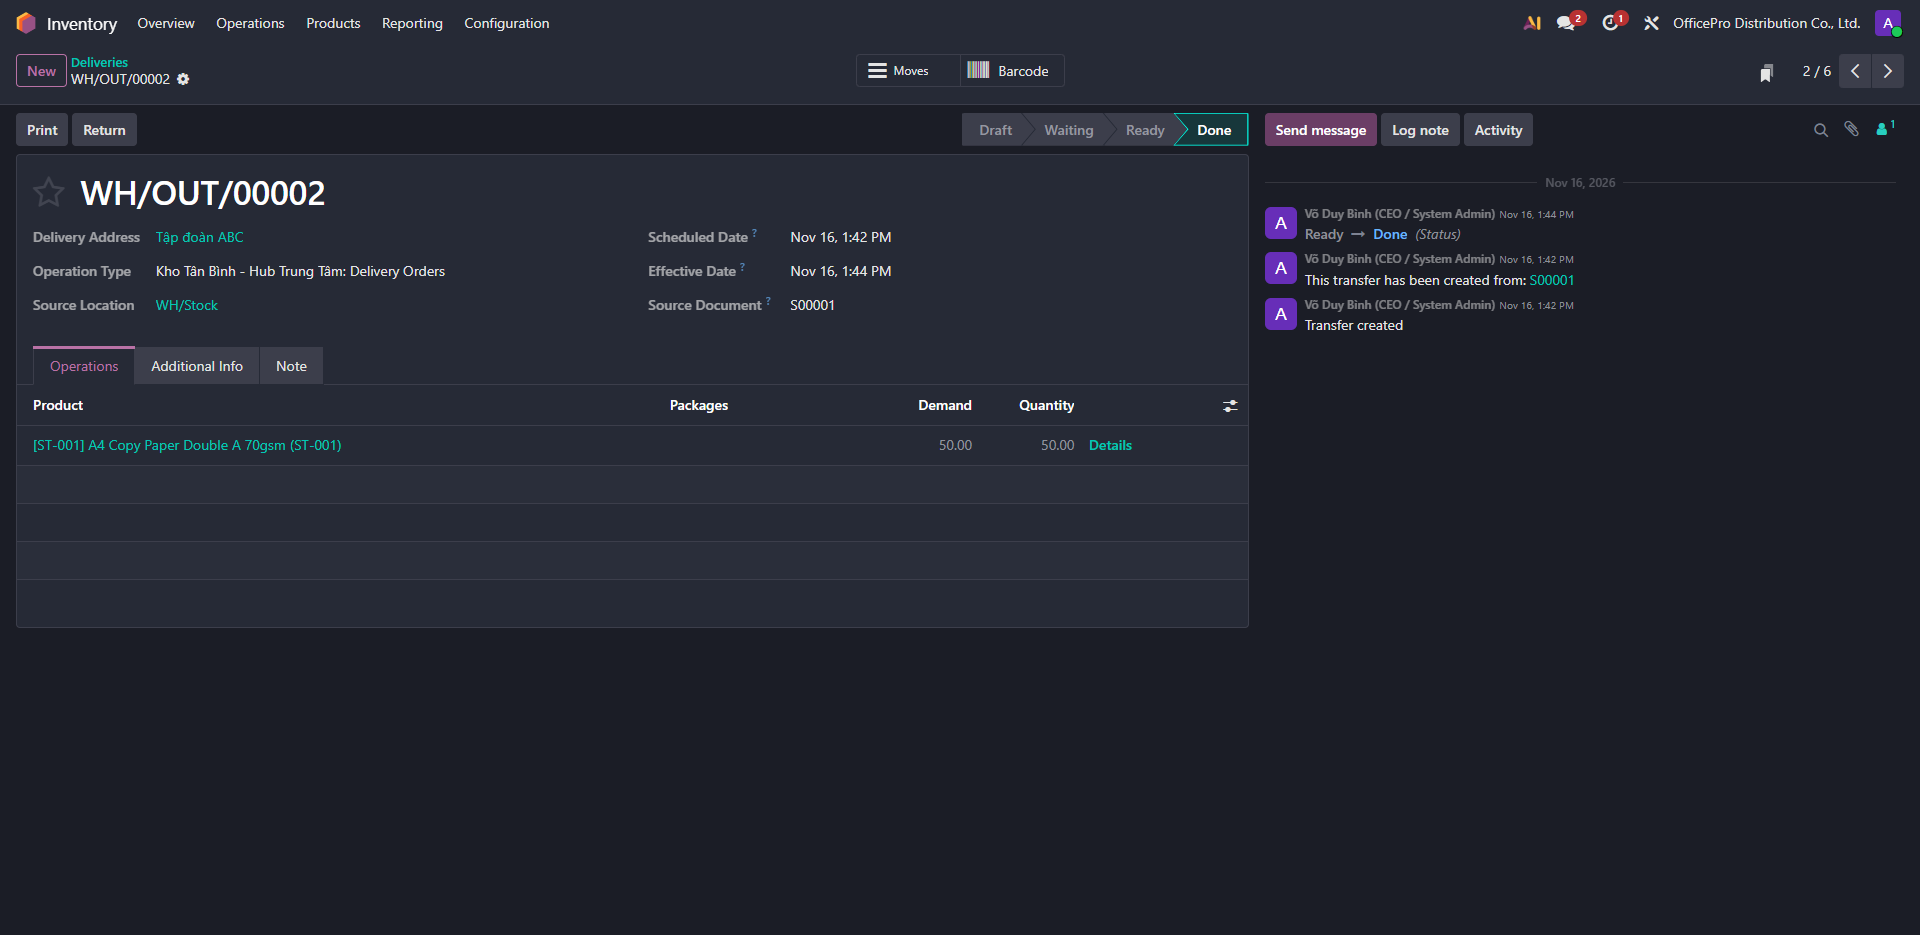 Inventory Overview Operations Products Reporting Configuration
AI 2 1 OfficePro Distribution Co., Ltd. A
New Deliveries
WH/OUT/00002
Moves Barcode 2 / 6
Print Return Draft Waiting Ready Done Send message Log note Activity 1
WH/OUT/00002
Delivery Address Tập đoàn ABC
Scheduled Date ? Nov 16, 1:42 PM
Operation Type Kho Tân Bình - Hub Trung Tâm: Delivery Orders
Effective Date ? Nov 16, 1:44 PM
Source Location WH/Stock
Source Document ? S00001
Operations Additional Info Note
Product Packages Demand Quantity
[ST-001] A4 Copy Paper Double A 70gsm (ST-001) 50.00 50.00 Details
Nov 16, 2026
A Võ Duy Bình (CEO / System Admin) Nov 16, 1:44 PM
Ready → Done (Status)
A Võ Duy Bình (CEO / System Admin) Nov 16, 1:42 PM
This transfer has been created from: S00001
A Võ Duy Bình (CEO / System Admin) Nov 16, 1:42 PM
Transfer created